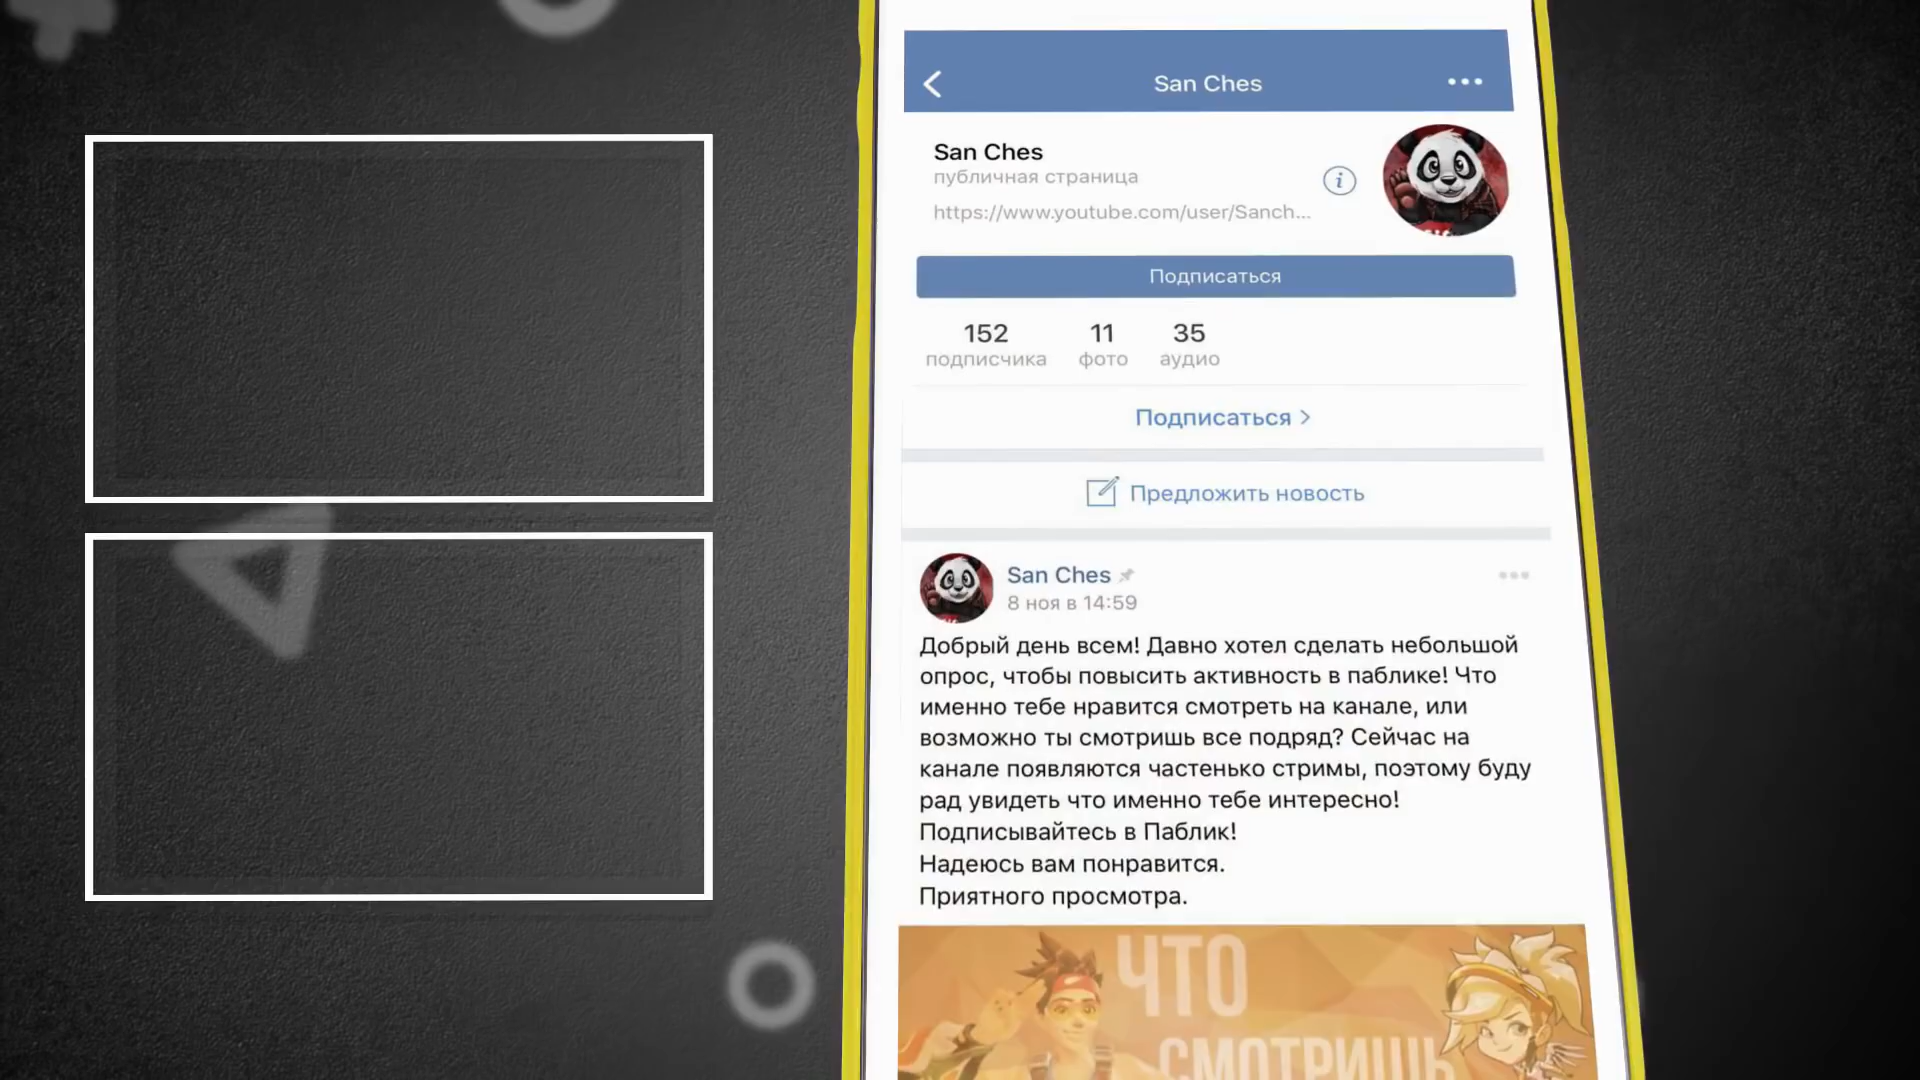 San Ches
San Ches
публичная страница
https://www.youtube.com/user/Sanch...
Подписаться
152 11 35
подписчика фото аудио
Подписаться
Предложить новость
San Ches
8 ноя в 14:59
Добрый день всем! Давно хотел сделать небольшой
опрос, чтобы повысить активность в паблике! Что
именно тебе нравится смотреть на канале, или
возможно ты смотришь все подряд? Сейчас на
канале появляются частенько стримы, поэтому буду
рад увидеть что именно тебе интересно!
Подписывайтесь в Паблик!
Надеюсь вам понравится.
Приятного просмотра.
ЧТО
СМОТРИШЬ